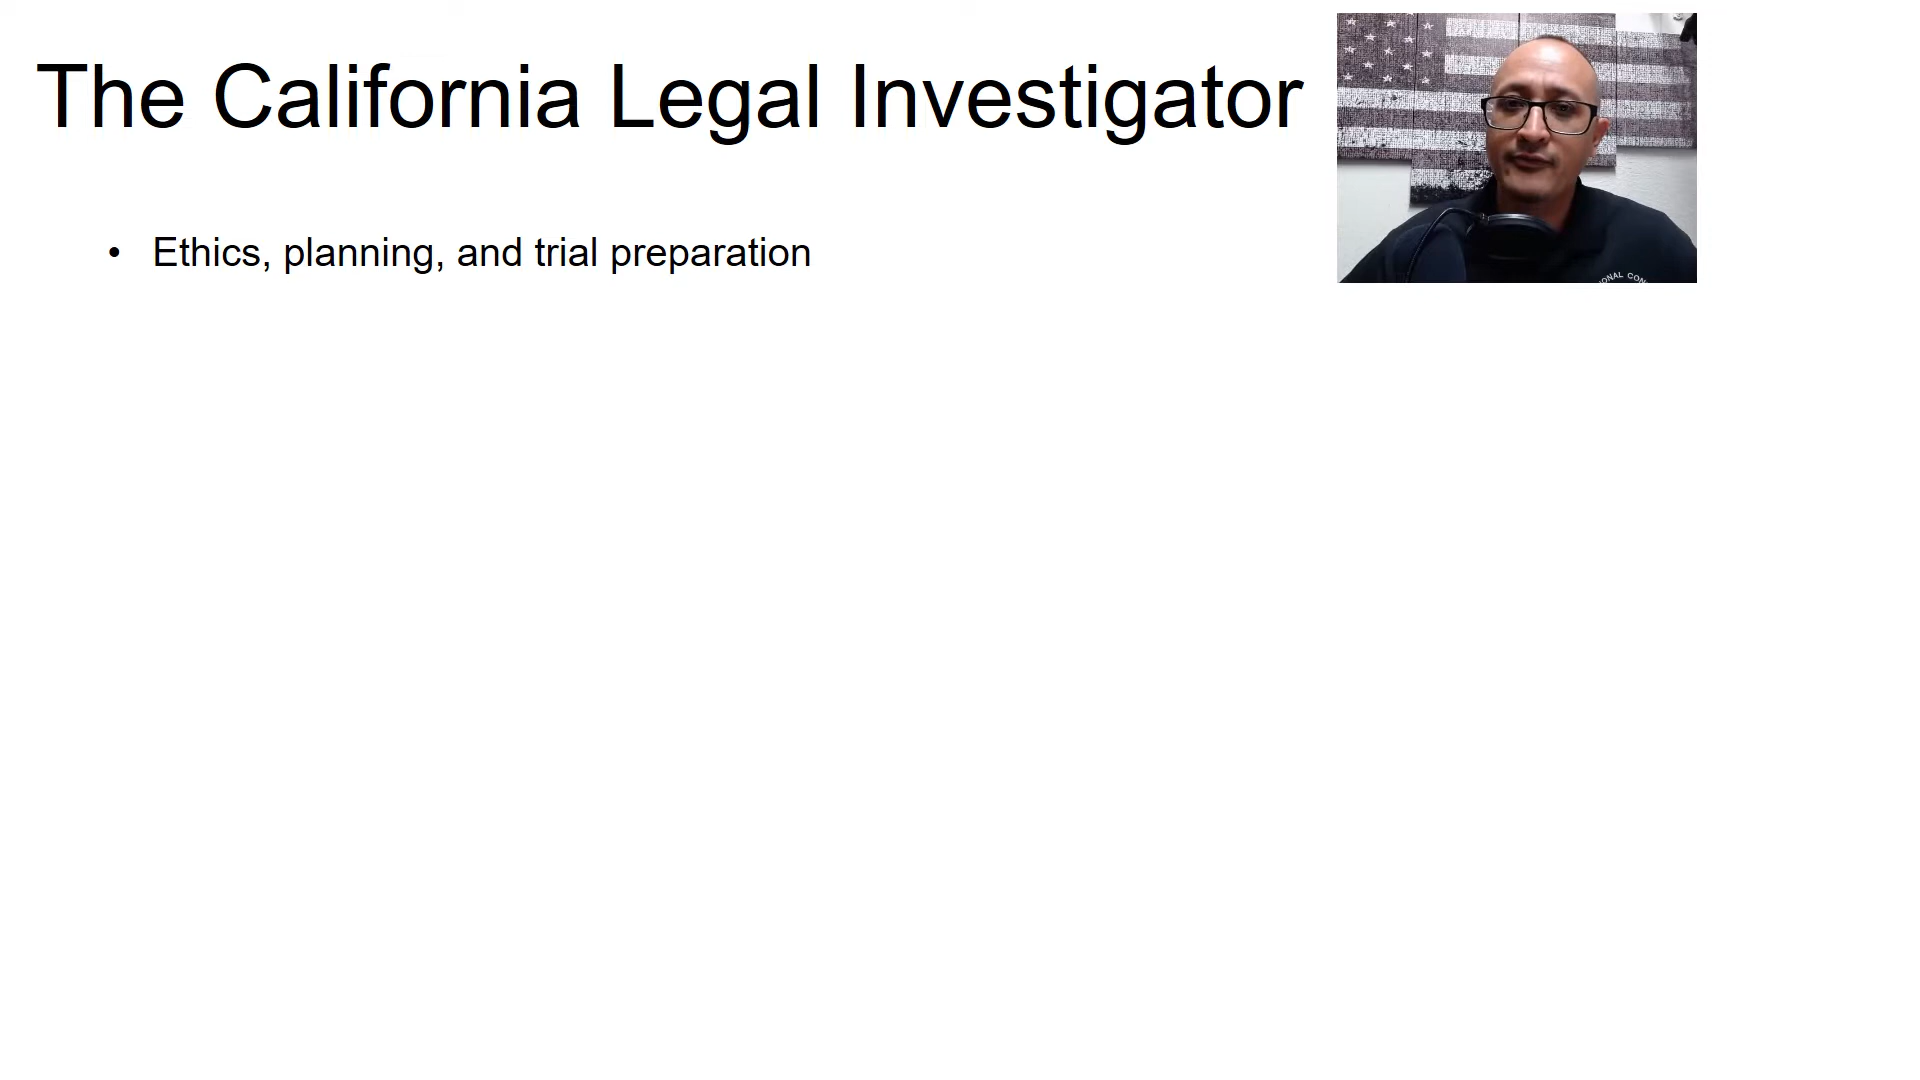 The California Legal Investigator
• Ethics, planning, and trial preparation